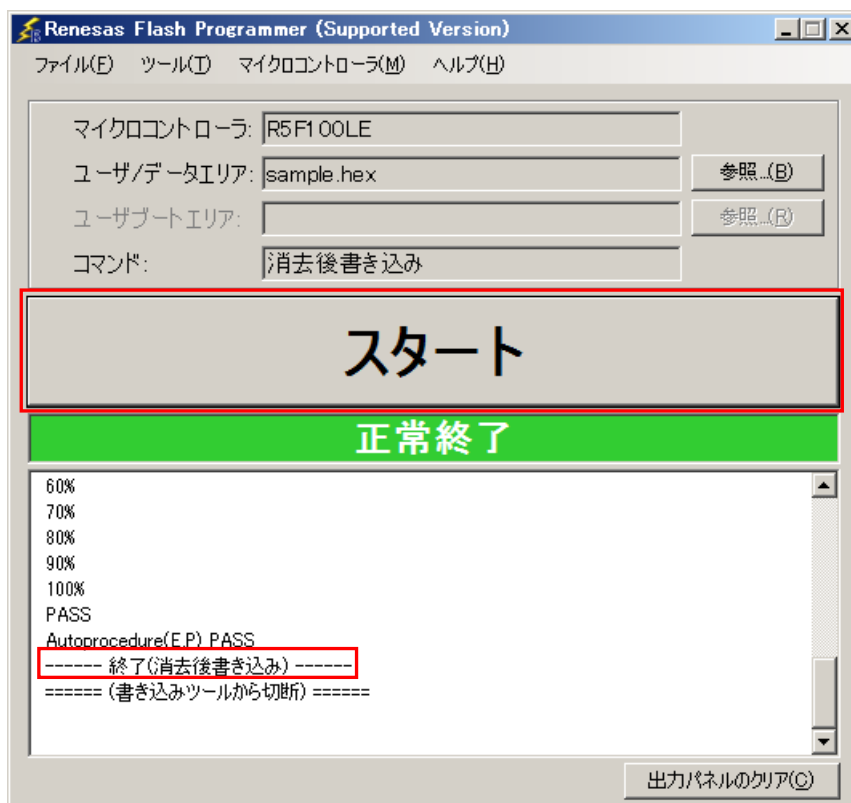 Renesas Flash Programmer (Supported Version)
ファイル(F) ツール(T) マイクロコントローラ(M) ヘルプ(H)
マイクロコントローラ: R5F100LE
ユーザ/データエリア: sample.hex 参照...(B)
ユーザブートエリア: 参照...(R)
コマンド: 消去後書き込み
スタート
正常終了
60%
70%
80%
90%
100%
PASS
Autoprocedure(E.P) PASS
------ 終了(消去後書き込み) ------
====== (書き込みツールから切断) ======
出力パネルのクリア(C)